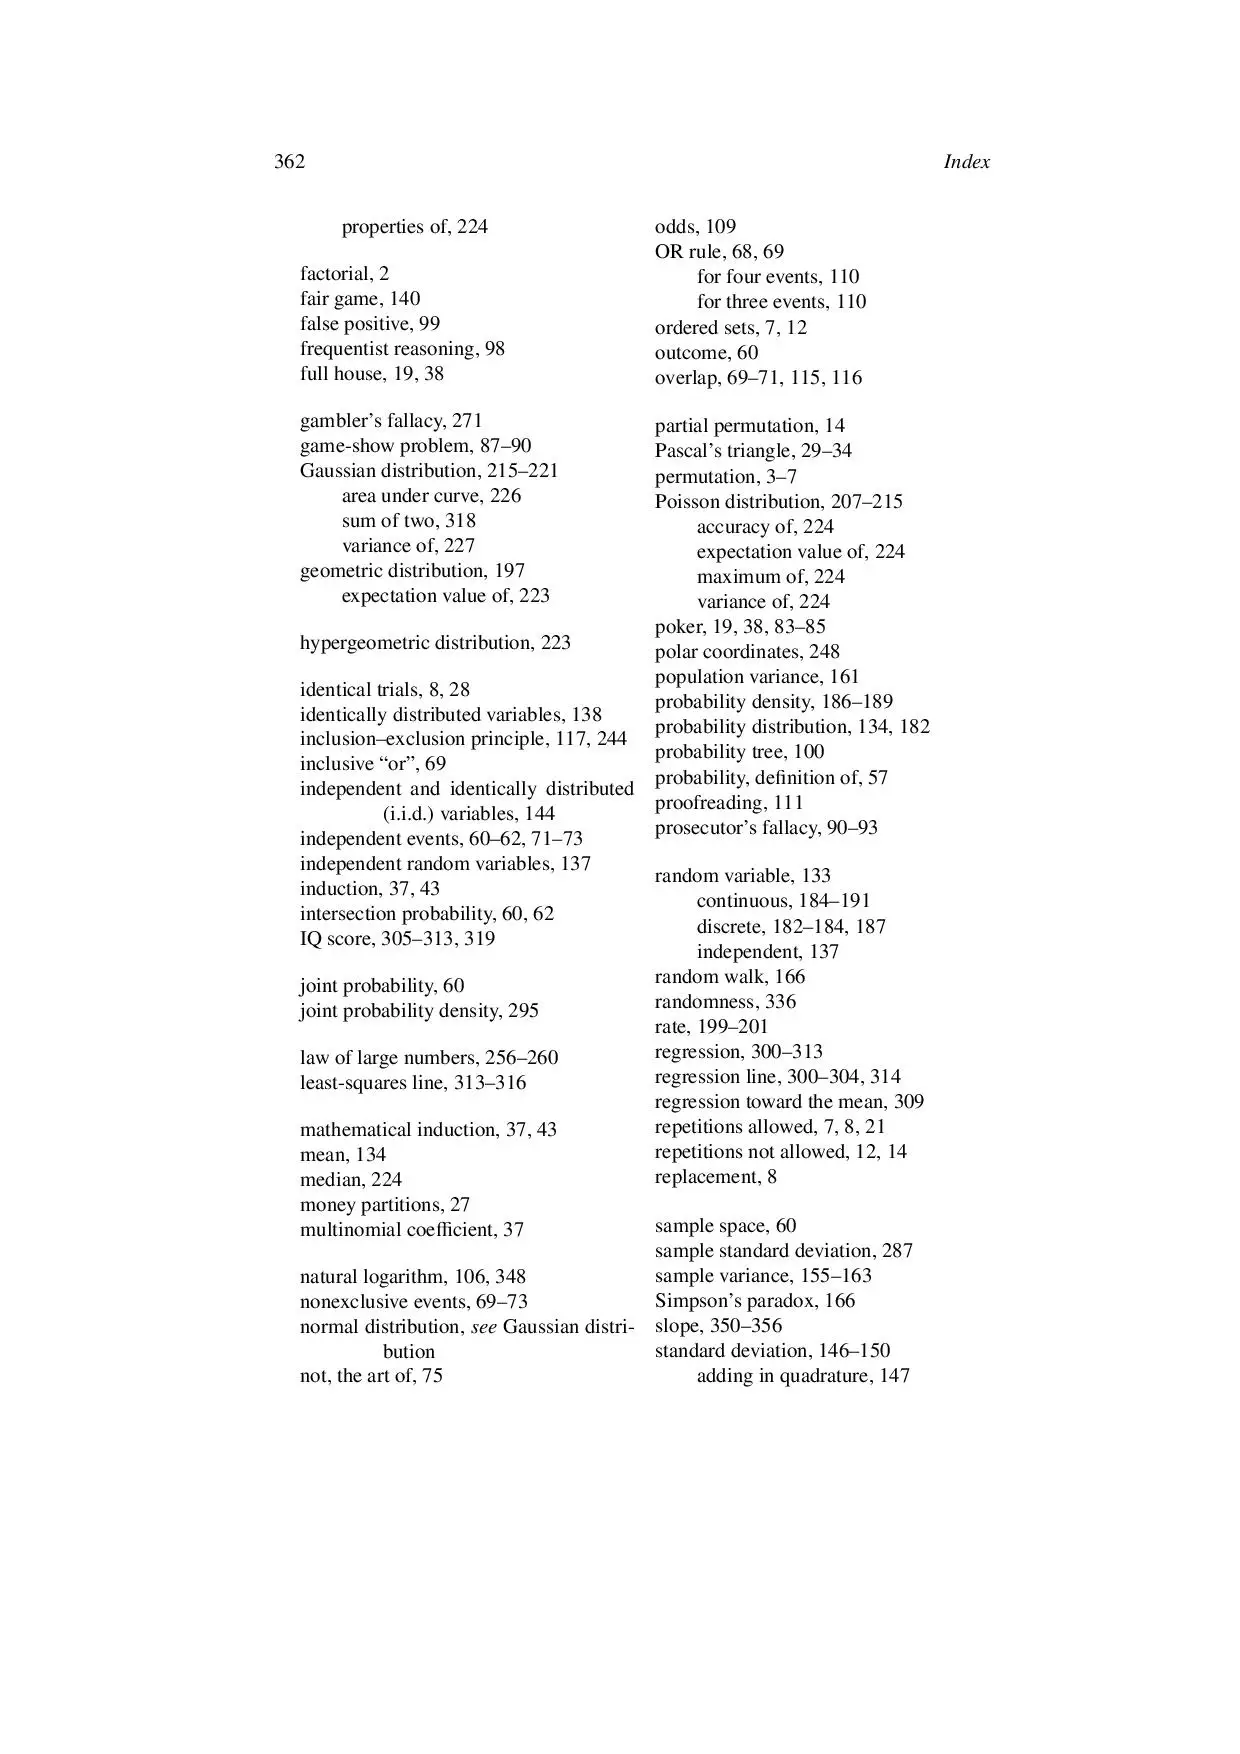 362
Index
properties of, 224
factorial, 2
fair game, 140
false positive, 99
frequentist reasoning, 98
full house, 19, 38
gambler’s fallacy, 271
game-show problem, 87–90
Gaussian distribution, 215–221
area under curve, 226
sum of two, 318
variance of, 227
geometric distribution, 197
expectation value of, 223
hypergeometric distribution, 223
identical trials, 8, 28
identically distributed variables, 138
inclusion–exclusion principle, 117, 244
inclusive “or”, 69
independent and identically distributed
(i.i.d.) variables, 144
independent events, 60–62, 71–73
independent random variables, 137
induction, 37, 43
intersection probability, 60, 62
IQ score, 305–313, 319
joint probability, 60
joint probability density, 295
law of large numbers, 256–260
least-squares line, 313–316
mathematical induction, 37, 43
mean, 134
median, 224
money partitions, 27
multinomial coefficient, 37
natural logarithm, 106, 348
nonexclusive events, 69–73
normal distribution, see Gaussian distri-
bution
not, the art of, 75
odds, 109
OR rule, 68, 69
for four events, 110
for three events, 110
ordered sets, 7, 12
outcome, 60
overlap, 69–71, 115, 116
partial permutation, 14
Pascal’s triangle, 29–34
permutation, 3–7
Poisson distribution, 207–215
accuracy of, 224
expectation value of, 224
maximum of, 224
variance of, 224
poker, 19, 38, 83–85
polar coordinates, 248
population variance, 161
probability density, 186–189
probability distribution, 134, 182
probability tree, 100
probability, definition of, 57
proofreading, 111
prosecutor’s fallacy, 90–93
random variable, 133
continuous, 184–191
discrete, 182–184, 187
independent, 137
random walk, 166
randomness, 336
rate, 199–201
regression, 300–313
regression line, 300–304, 314
regression toward the mean, 309
repetitions allowed, 7, 8, 21
repetitions not allowed, 12, 14
replacement, 8
sample space, 60
sample standard deviation, 287
sample variance, 155–163
Simpson’s paradox, 166
slope, 350–356
standard deviation, 146–150
adding in quadrature, 147